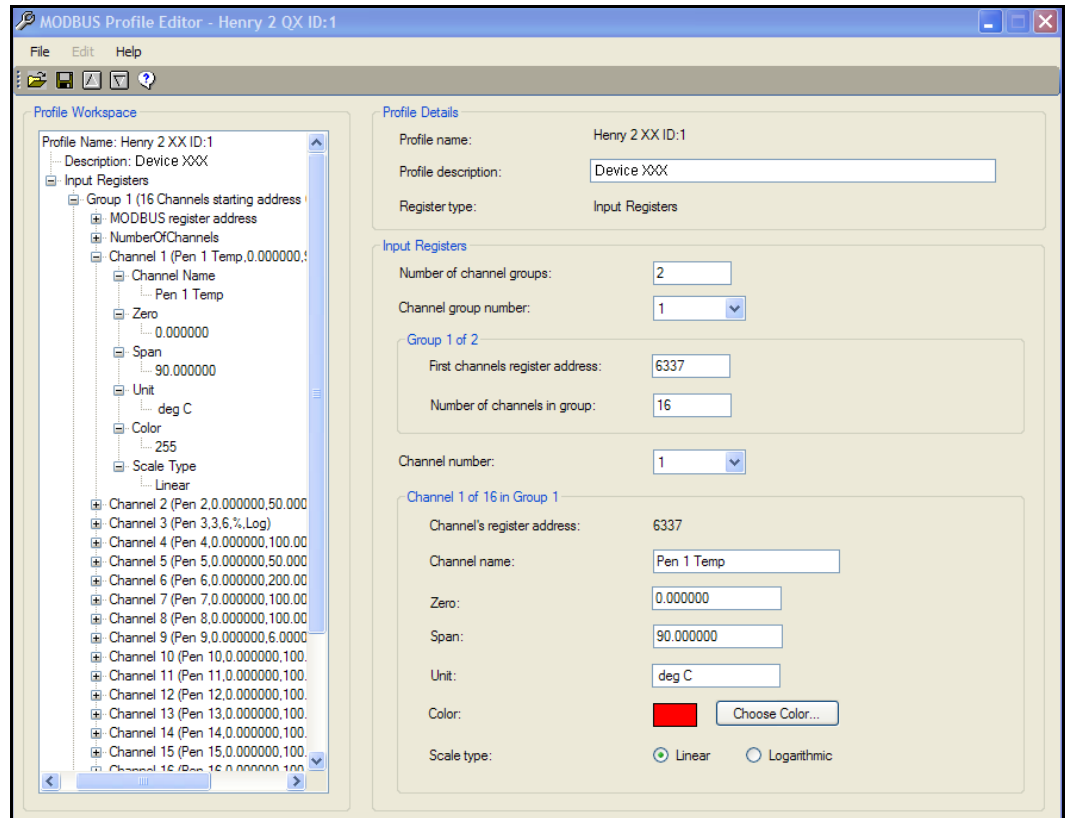 MODBUS Profile Editor - Henry 2 QX ID:1
File Edit Help
Profile Workspace
Profile Name: Henry 2 XX ID:1
Description: Device XXX
Input Registers
Group 1 (16 Channels starting address
MODBUS register address
NumberOfChannels
Channel 1 (Pen 1 Temp,0.000000,9
Channel Name
Pen 1 Temp
Zero
0.000000
Span
90.000000
Unit
deg C
Color
255
Scale Type
Linear
Channel 2 (Pen 2,0.000000,50.000
Channel 3 (Pen 3,3,6,%,Log)
Channel 4 (Pen 4,0.000000,100.00
Channel 5 (Pen 5,0.000000,50.000
Channel 6 (Pen 6,0.000000,200.00
Channel 7 (Pen 7,0.000000,100.00
Channel 8 (Pen 8,0.000000,100.00
Channel 9 (Pen 9,0.000000,6.0000
Channel 10 (Pen 10,0.000000,100.
Channel 11 (Pen 11,0.000000,100.
Channel 12 (Pen 12,0.000000,100.
Channel 13 (Pen 13,0.000000,100.
Channel 14 (Pen 14,0.000000,100.
Channel 15 (Pen 15,0.000000,100.
Channel 16 (Pen 16,0.000000,100.
Profile Details
Profile name: Henry 2 XX ID:1
Profile description: Device XXX
Register type: Input Registers
Input Registers
Number of channel groups: 2
Channel group number: 1
Group 1 of 2
First channels register address: 6337
Number of channels in group: 16
Channel number: 1
Channel 1 of 16 in Group 1
Channel's register address: 6337
Channel name: Pen 1 Temp
Zero: 0.000000
Span: 90.000000
Unit: deg C
Color: Choose Color...
Scale type: Linear Logarithmic